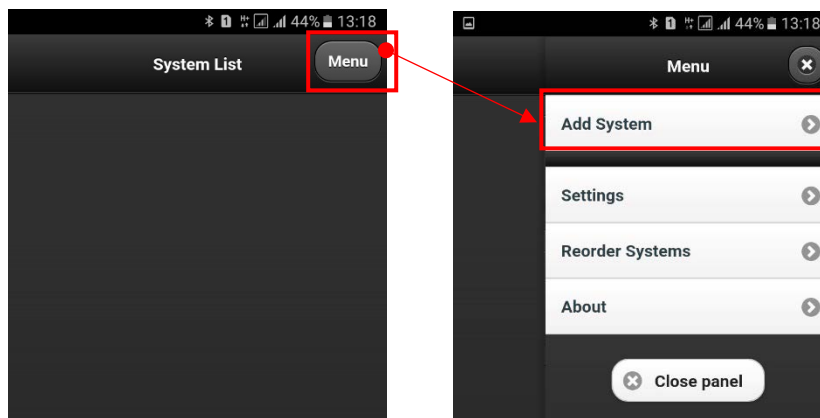 44% 13:18
System List
Menu
44% 13:18
Menu
Add System
Settings
Reorder Systems
About
Close panel